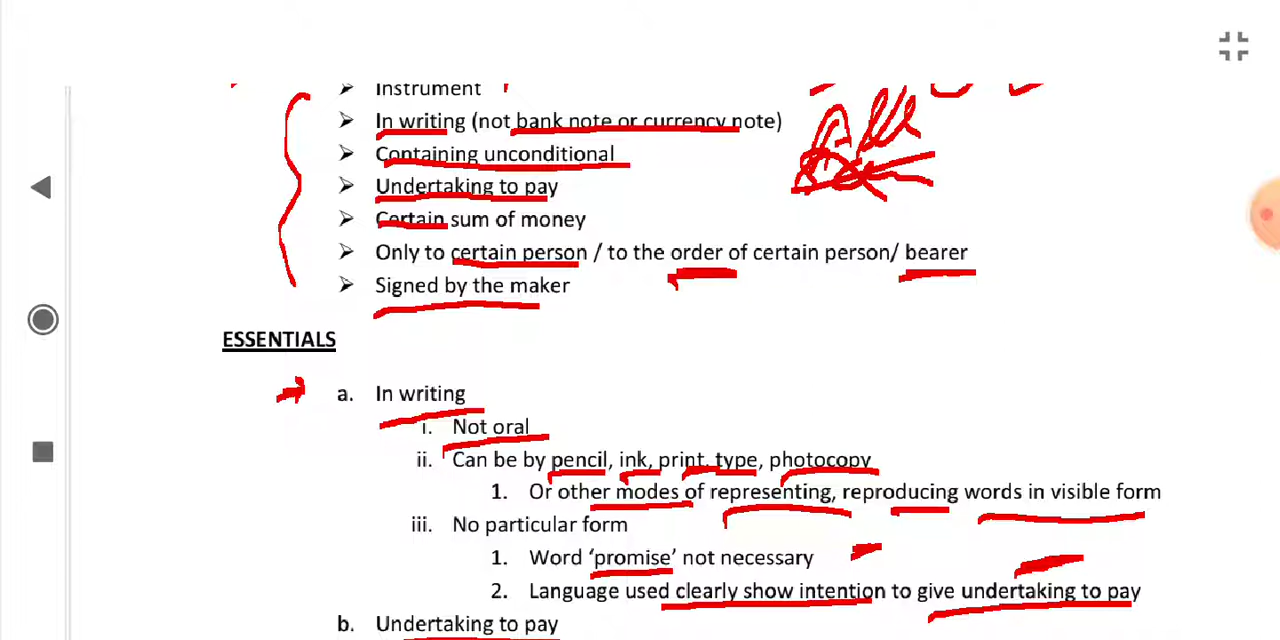 ➢ Instrument
➢ In writing (not bank note or currency note)
➢ Containing unconditional
➢ Undertaking to pay
➢ Certain sum of money
➢ Only to certain person / to the order of certain person/ bearer
➢ Signed by the maker
ESSENTIALS
a. In writing
i. Not oral
ii. Can be by pencil, ink, print, type, photocopy
1. Or other modes of representing, reproducing words in visible form
iii. No particular form
1. Word ‘promise’ not necessary
2. Language used clearly show intention to give undertaking to pay
b. Undertaking to pay